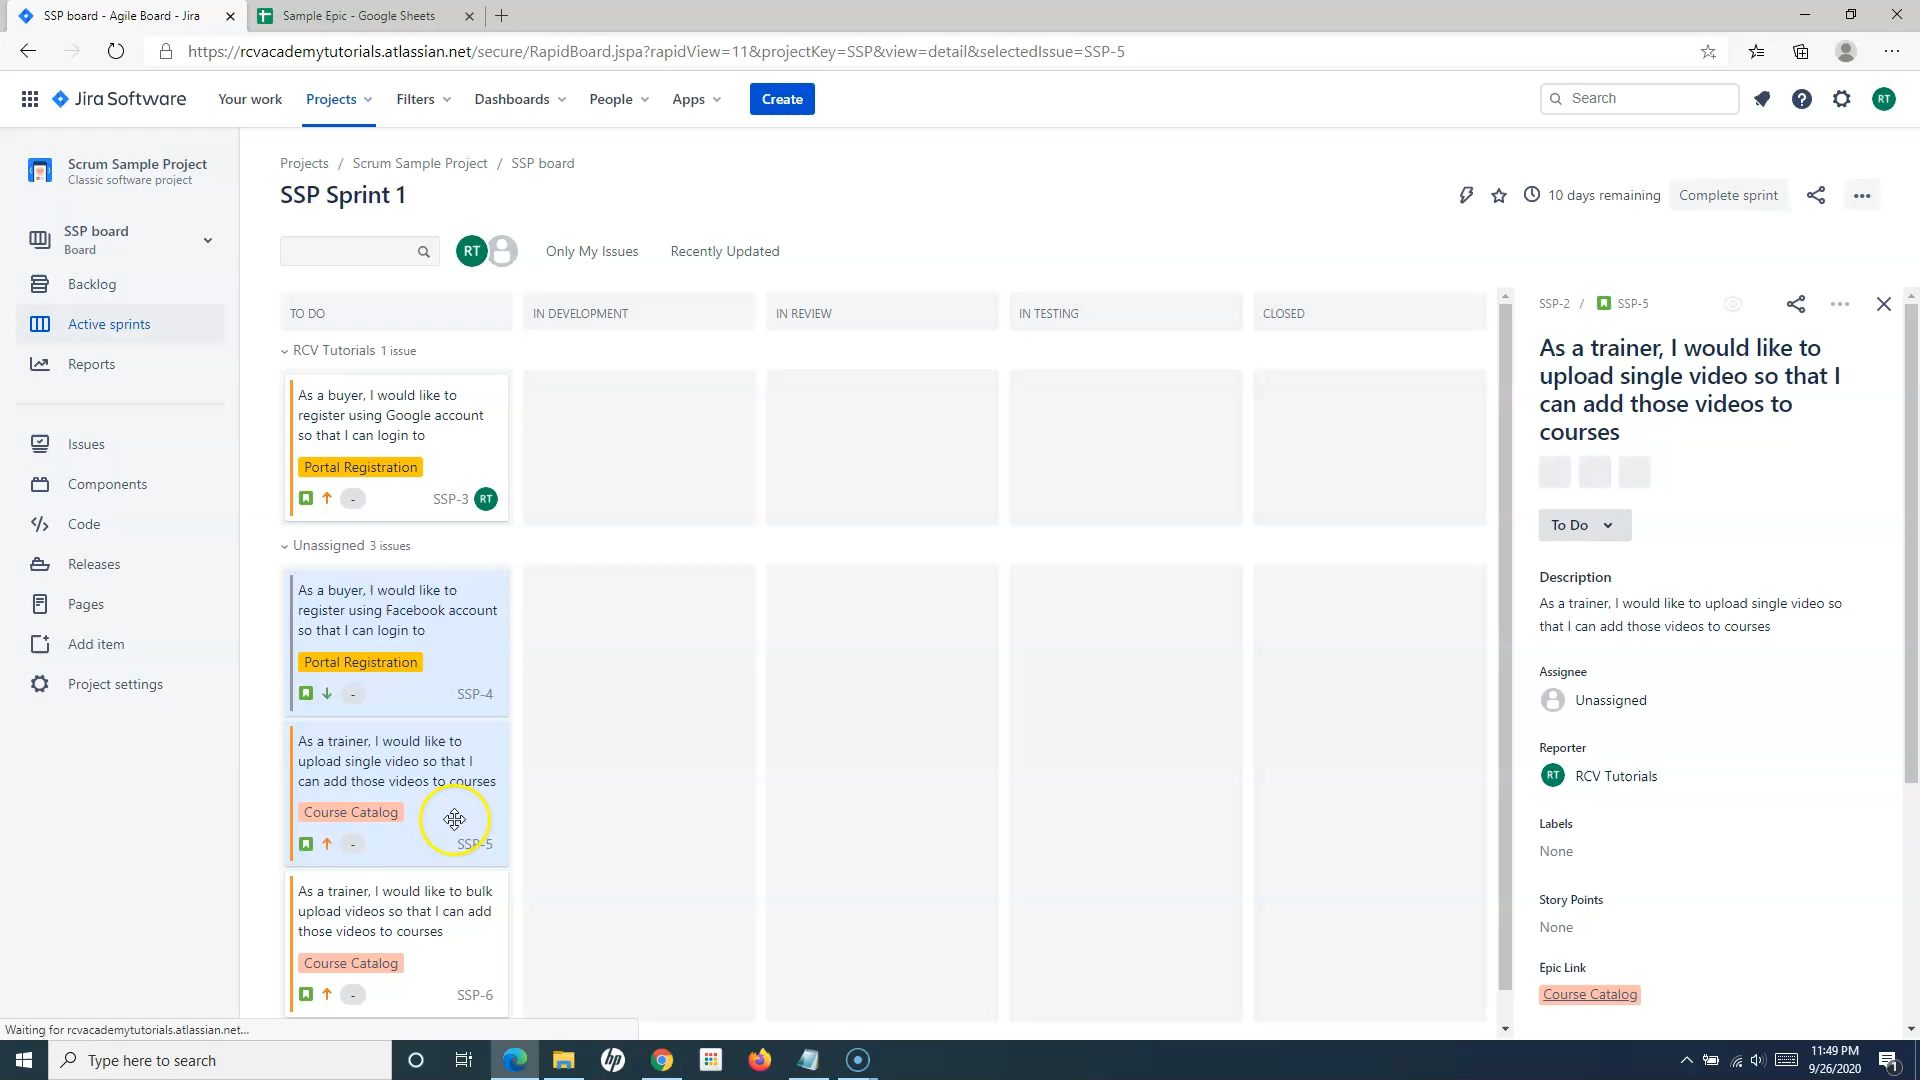 SSP board - Agile Board - Jira
Sample Epic - Google Sheets
https://rcvacademytutorials.atlassian.net/secure/RapidBoard.jspa?rapidView=11&projectKey=SSP&view=detail&selectedIssue=SSP-5
Jira Software
Your work
Projects
Filters
Dashboards
People
Apps
Create
Search
RT
Scrum Sample Project
Classic software project
SSP board
Board
Backlog
Active sprints
Reports
Issues
Components
Code
Releases
Pages
Add item
Project settings
Projects / Scrum Sample Project / SSP board
SSP Sprint 1
10 days remaining
Complete sprint
RT
Only My Issues
Recently Updated
TO DO
IN DEVELOPMENT
IN REVIEW
IN TESTING
CLOSED
RCV Tutorials 1 issue
As a buyer, I would like to
register using Google account
so that I can login to
Portal Registration
-
SSP-3
RT
Unassigned 3 issues
As a buyer, I would like to
register using Facebook account
so that I can login to
Portal Registration
-
SSP-4
As a trainer, I would like to
upload single video so that I
can add those videos to courses
Course Catalog
-
SSP-5
As a trainer, I would like to bulk
upload videos so that I can add
those videos to courses
Course Catalog
-
SSP-6
SSP-2 / SSP-5
As a trainer, I would like to
upload single video so that I
can add those videos to
courses
To Do
Description
As a trainer, I would like to upload single video so
that I can add those videos to courses
Assignee
Unassigned
Reporter
RT
RCV Tutorials
Labels
None
Story Points
None
Epic Link
Course Catalog
Waiting for rcvacademytutorials.atlassian.net...
Type here to search
hp
11:49 PM
9/26/2020
1